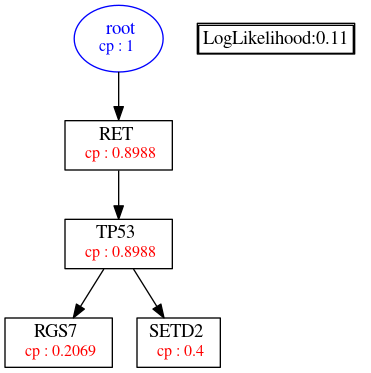 root
cp : 1
LogLikelihood:0.11
RET
cp : 0.8988
TP53
cp : 0.8988
RGS7
cp : 0.2069
SETD2
cp : 0.4